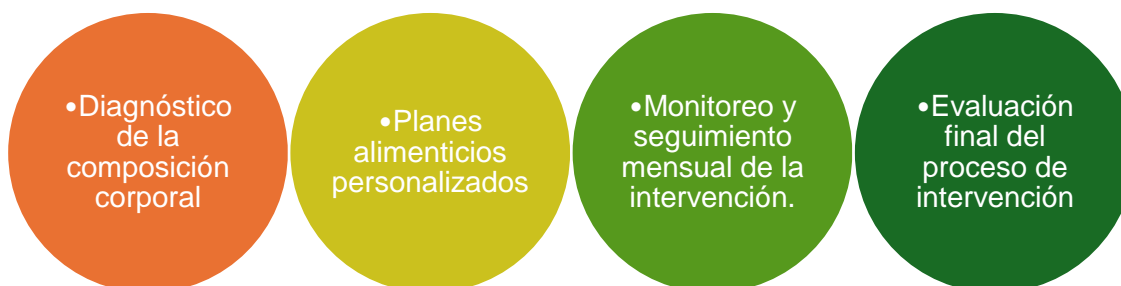 •Diagnóstico
de la
composición
corporal
•Planes
alimenticios
personalizados
•Monitoreo y
seguimiento
mensual de la
intervención.
•Evaluación
final del
proceso de
intervención